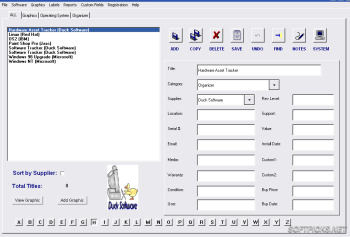 File Software Graphics Labels Reports Custom Fields Registration Help
ALL Graphics Operating System Organizer
Hardware Asset Tracker (Duck Software)
Linux (Red Hat)
OS2 (IBM)
Paint Shop Pro (Jasc)
Software Tracker (Duck Software)
Software Tracker (Duck Software)
Windows 98 Upgrade (Microsoft)
Windows NT (Microsoft)
ADD COPY DELETE SAVE UNDO FIND NOTES SYSTEM
Title: Hardware Asset Tracker
Category: Organizer
Supplier: Duck Software Rev Level:
Location: Support:
Serial #: Value:
Email: Install Date:
Media: Custom1:
Warranty: Custom2:
Condition: Buy Price:
User: Buy Date:
Sort by Supplier:
Total Titles: 8
View Graphic Add Graphic
Duck Software
A B C D E F G H I J K L M N O P Q R S T U V W X Y Z
SOFTPICKS.NET